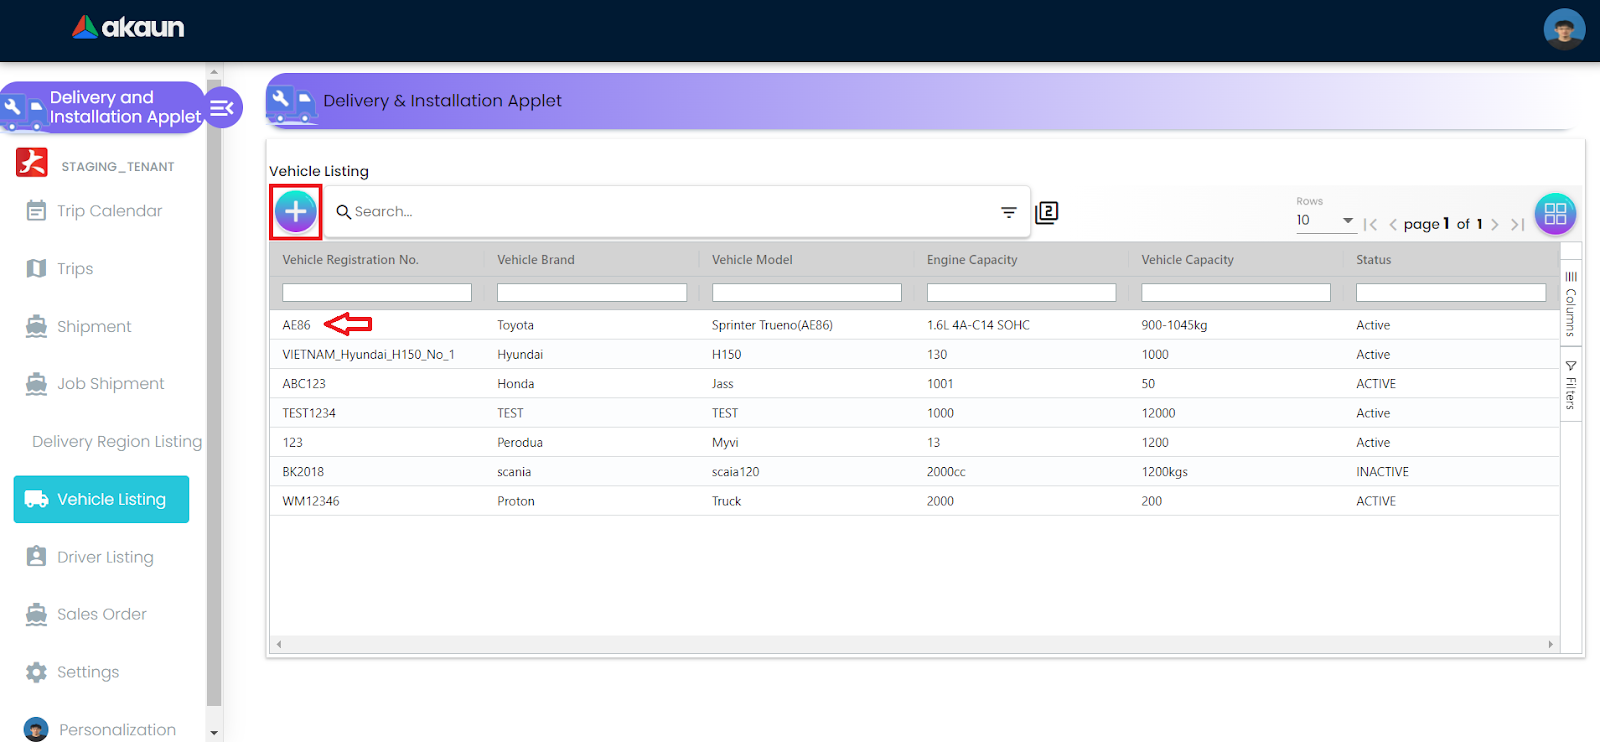 akaun
Delivery and
Installation Applet
STAGING_TENANT
Trip Calendar
Trips
Shipment
Job Shipment
Delivery Region Listing
Vehicle Listing
Driver Listing
Sales Order
Settings
Personalization
Delivery & Installation Applet
Vehicle Listing
Search...
2
Rows
10
page 1 of 1
Vehicle Registration No. Vehicle Brand Vehicle Model Engine Capacity Vehicle Capacity Status
AE86 Toyota Sprinter Trueno(AE86) 1.6L 4A-C14 SOHC 900-1045kg Active
VIETNAM_Hyundai_H150_No_1 Hyundai H150 130 1000 Active
ABC123 Honda Jass 1001 50 ACTIVE
TEST1234 TEST TEST 1000 12000 Active
123 Perodua Myvi 13 1200 Active
BK2018 scania scaia120 2000cc 1200kgs INACTIVE
WM12346 Proton Truck 2000 200 ACTIVE
Columns
Filters